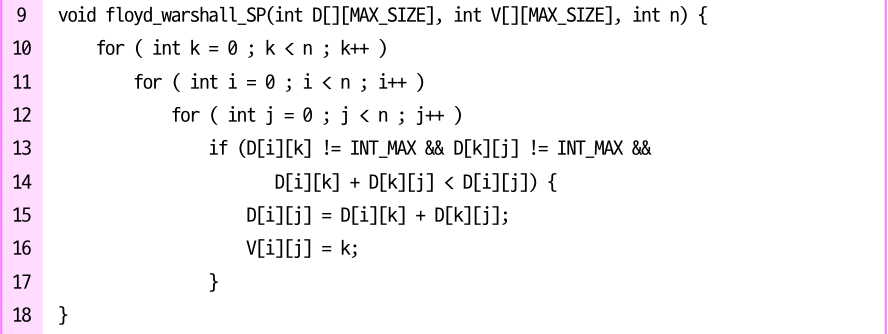 9 void floyd_warshall_SP(int D[][MAX_SIZE], int V[][MAX_SIZE], int n) {
10     for ( int k = 0 ; k < n ; k++ )
11         for ( int i = 0 ; i < n ; i++ )
12             for ( int j = 0 ; j < n ; j++ )
13                 if (D[i][k] != INT_MAX && D[k][j] != INT_MAX &&
14                        D[i][k] + D[k][j] < D[i][j]) {
15                     D[i][j] = D[i][k] + D[k][j];
16                     V[i][j] = k;
17                 }
18 }